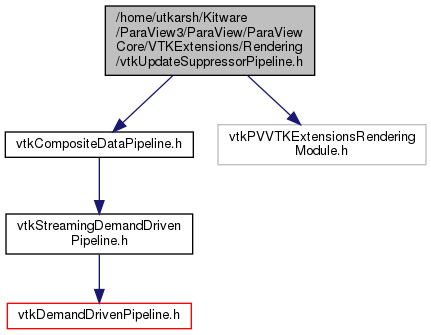 /home/utkarsh/Kitware
/ParaView3/ParaView/ParaView
Core/VTKExtensions/Rendering
/vtkUpdateSuppressorPipeline.h
vtkCompositeDataPipeline.h
vtkPVVTKExtensionsRendering
Module.h
vtkStreamingDemandDriven
Pipeline.h
vtkDemandDrivenPipeline.h